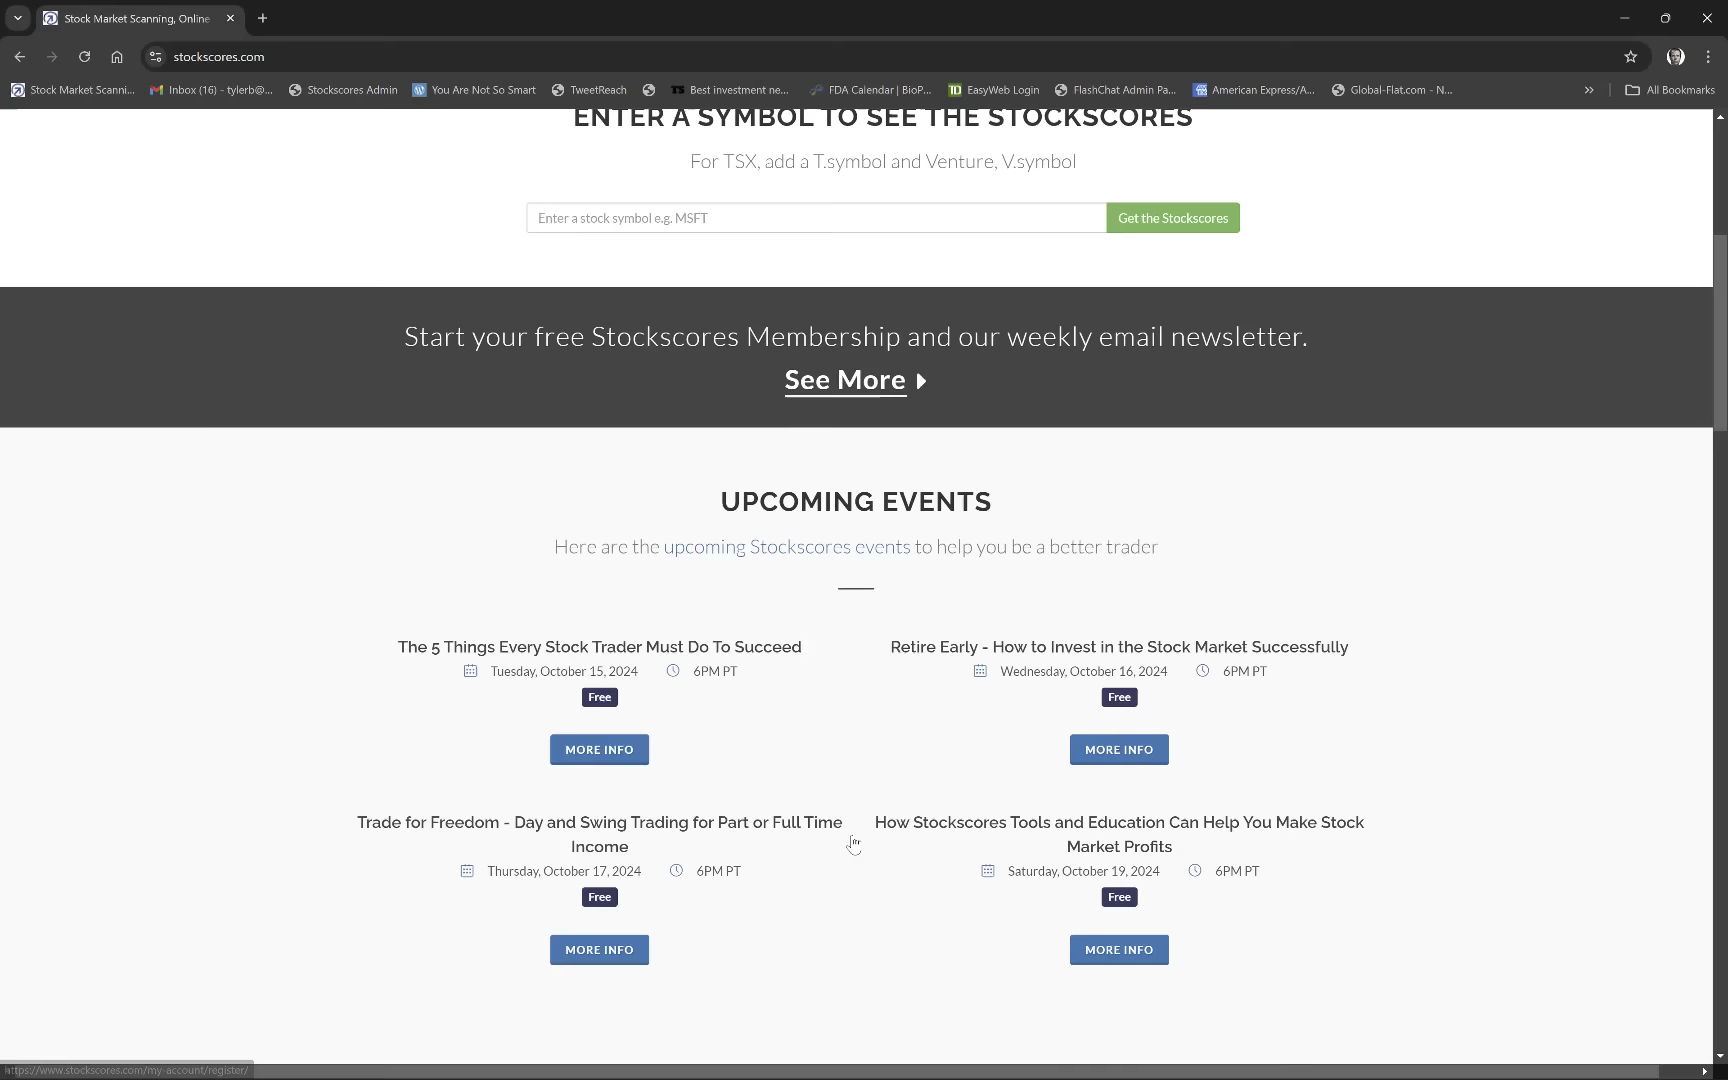 Stock Market Scanning, Online
stockscores.com
Stock Market Scanni...
Inbox (16) - tylerb@...
Stockscores Admin
You Are Not So Smart
TweetReach
Best investment ne...
FDA Calendar | BioP...
EasyWeb Login
FlashChat Admin Pa...
American Express/A...
Global-Flat.com - N...
All Bookmarks
ENTER A SYMBOL TO SEE THE STOCKSCORES
For TSX, add a T.symbol and Venture, V.symbol
Enter a stock symbol e.g. MSFT
Get the Stockscores
Start your free Stockscores Membership and our weekly email newsletter.
See More
UPCOMING EVENTS
Here are the upcoming Stockscores events to help you be a better trader
The 5 Things Every Stock Trader Must Do To Succeed
Tuesday, October 15, 2024 6PM PT
Free
MORE INFO
Retire Early - How to Invest in the Stock Market Successfully
Wednesday, October 16, 2024 6PM PT
Free
MORE INFO
Trade for Freedom - Day and Swing Trading for Part or Full Time
Income
Thursday, October 17, 2024 6PM PT
Free
MORE INFO
How Stockscores Tools and Education Can Help You Make Stock
Market Profits
Saturday, October 19, 2024 6PM PT
Free
MORE INFO
https://www.stockscores.com/my-account/register/